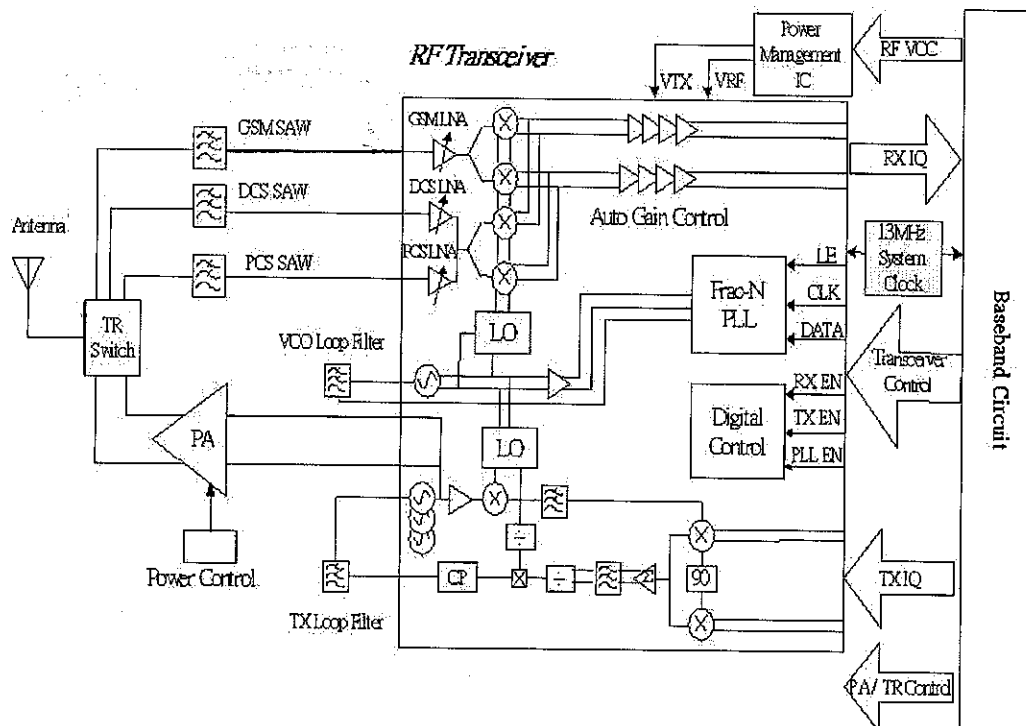 Power
Management
IC
RF VCC
RF Transceiver
VTX
VRF
GSM SAW
GSM LNA
RX IQ
DCS SAW
DCS LNA
Auto Gain Control
Antenna
PCS SAW
PCS LNA
13MHz
System
Clock
LE
CLK
DATA
Frac-N
PLL
TR
Switch
LO
VCO Loop Filter
Transceiver
Control
Baseband Circuit
RX EN
TX EN
PLL EN
Digital
Control
PA
LO
÷
Power Control
CP
÷
90
TX IQ
TX Loop Filter
PA / TR Control